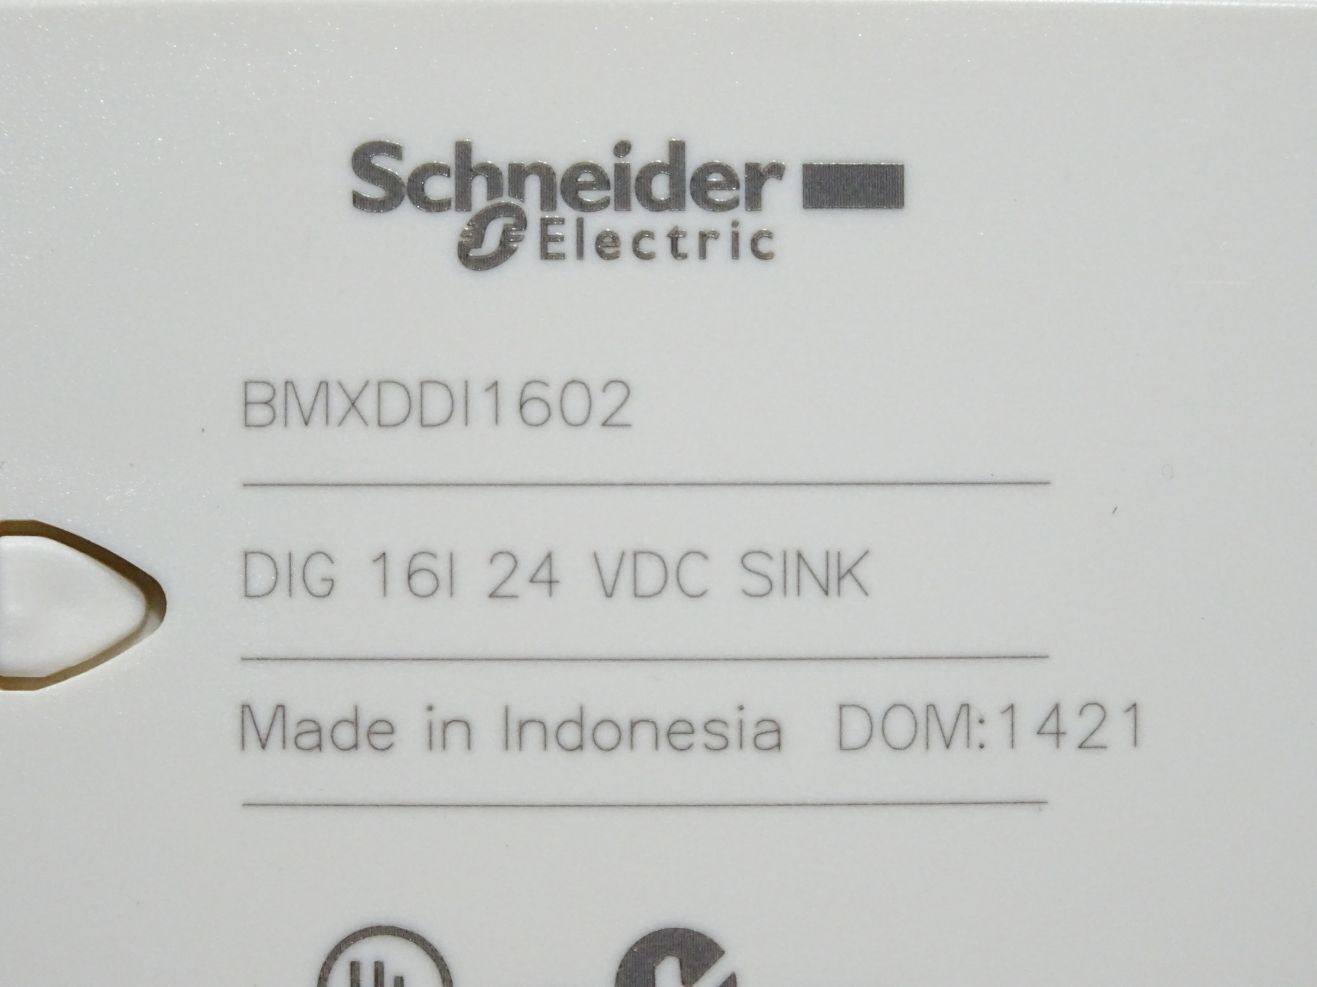 Schneider
Electric
BMXDDI1602
DIG 16I 24 VDC SINK
Made in Indonesia DOM:1421